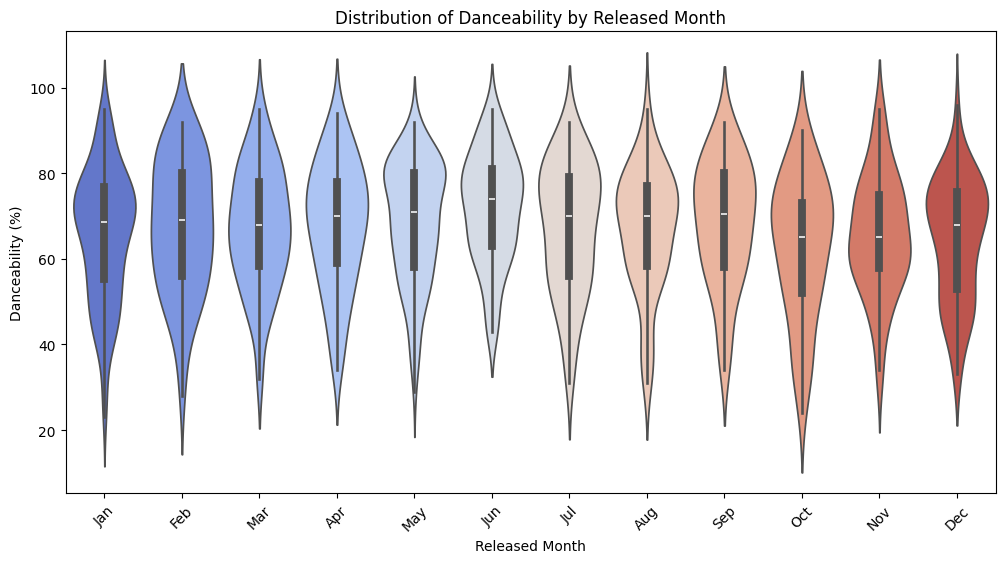 Distribution of Danceability by Released Month
Danceability (%)
100
80
60
40
20
Jan
Feb
Mar
Apr
May
Jun
Jul
Aug
Sep
Oct
Nov
Dec
Released Month